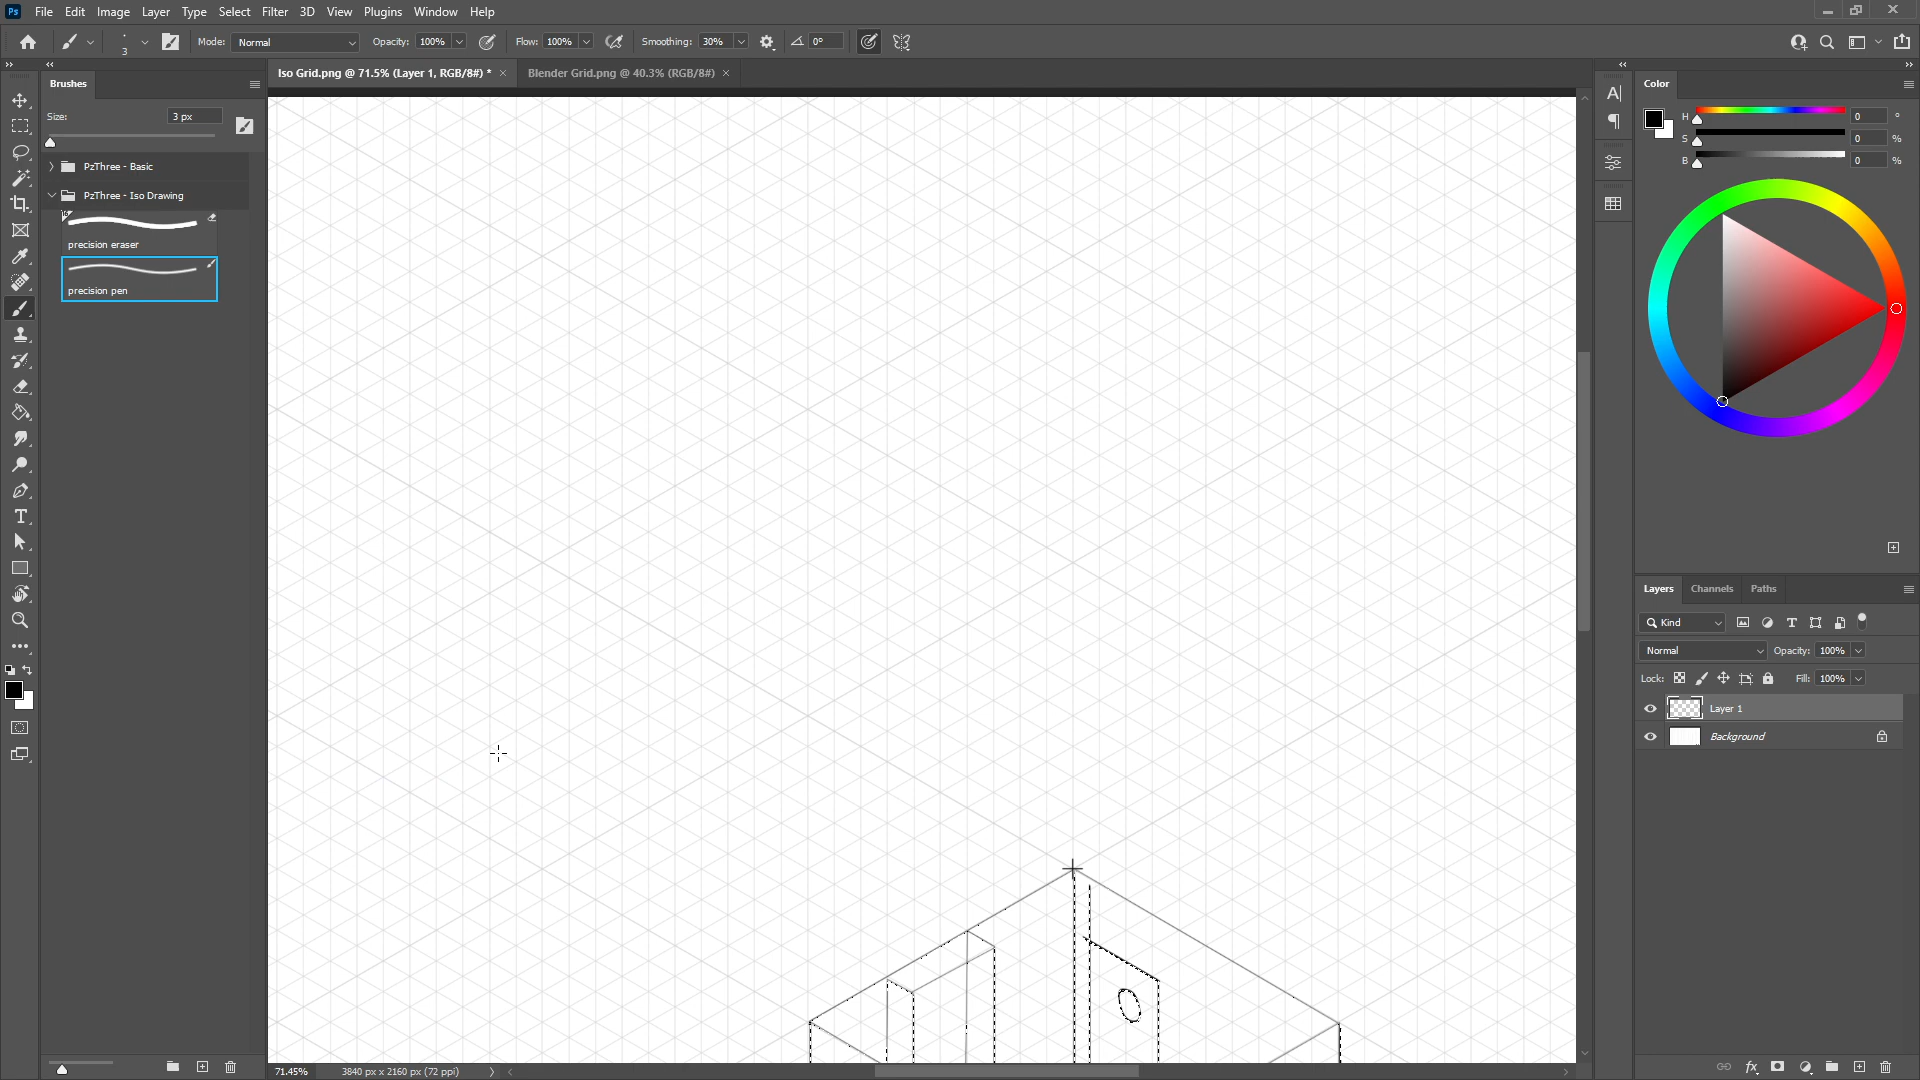 Ps File Edit Image Layer Type Select Filter 3D View Plugins Window Help
3 Mode: Normal Opacity: 100% Flow: 100% Smoothing: 30% 0°
Brushes
Iso Grid.png @ 71.5% (Layer 1, RGB/8#) * Blender Grid.png @ 40.3% (RGB/8#)
Color
Size: 3 px
H 0 °
S 0 %
B 0 %
PzThree - Basic
PzThree - Iso Drawing
precision eraser
precision pen
Layers Channels Paths
Kind
Normal Opacity: 100%
Lock: Fill: 100%
Layer 1
Background
71.45% 3840 px x 2160 px (72 ppi)